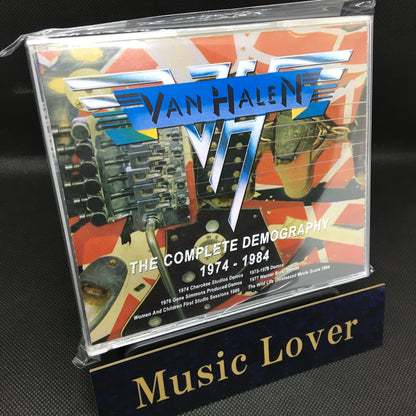 VAN HALEN
VH
THE COMPLETE DEMOGRAPHY
1974 - 1984
1974 Cherokee Studios Demos 1975-1976 Demos
1976 Gene Simmons Produced Demos 1977 Warner Bros. Demos
Women And Children First Studio Sessions 1980 The Wild Life Unreleased Movie Score 1984
Music Lover